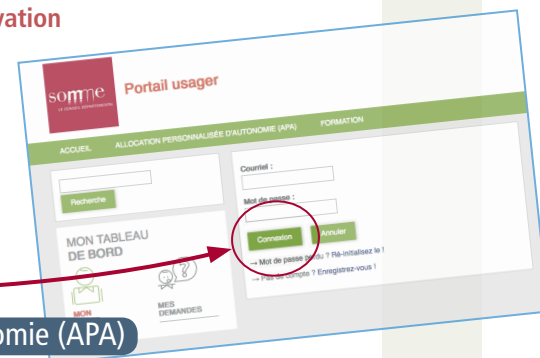 vation
somme
LE CONSEIL DÉPARTEMENTAL
Portail usager
ACCUEIL ALLOCATION PERSONNALISÉE D'AUTONOMIE (APA) FORMATION
Recherche
Courriel :
Mot de passe :
Connexion Annuler
→ Mot de passe perdu ? Ré-initialisez le !
→ Pas de compte ? Enregistrez-vous !
MON TABLEAU
DE BORD
MON
MES
DEMANDES
omie (APA)